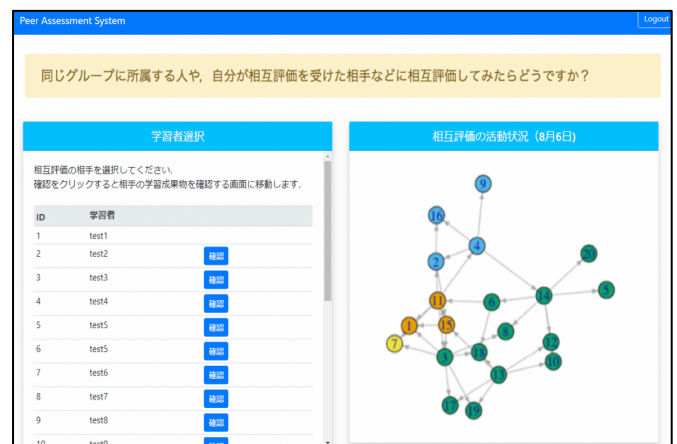 Peer Assessment System
Logout
同じグループに所属する人や，自分が相互評価を受けた相手などに相互評価してみたらどうですか？
学習者選択
相互評価の相手を選択してください.
確認をクリックすると相手の学習成果物を確認する画面に移動します.
ID 学習者
1 test1
2 test2 確認
3 test3 確認
4 test4 確認
5 test5 確認
6 test5 確認
7 test6 確認
8 test7 確認
9 test8 確認
10 test9 確認
相互評価の活動状況（8月6日）
9
16
4
2
20
11
6
14
5
1
15
8
7
3
18
12
13
10
17
19